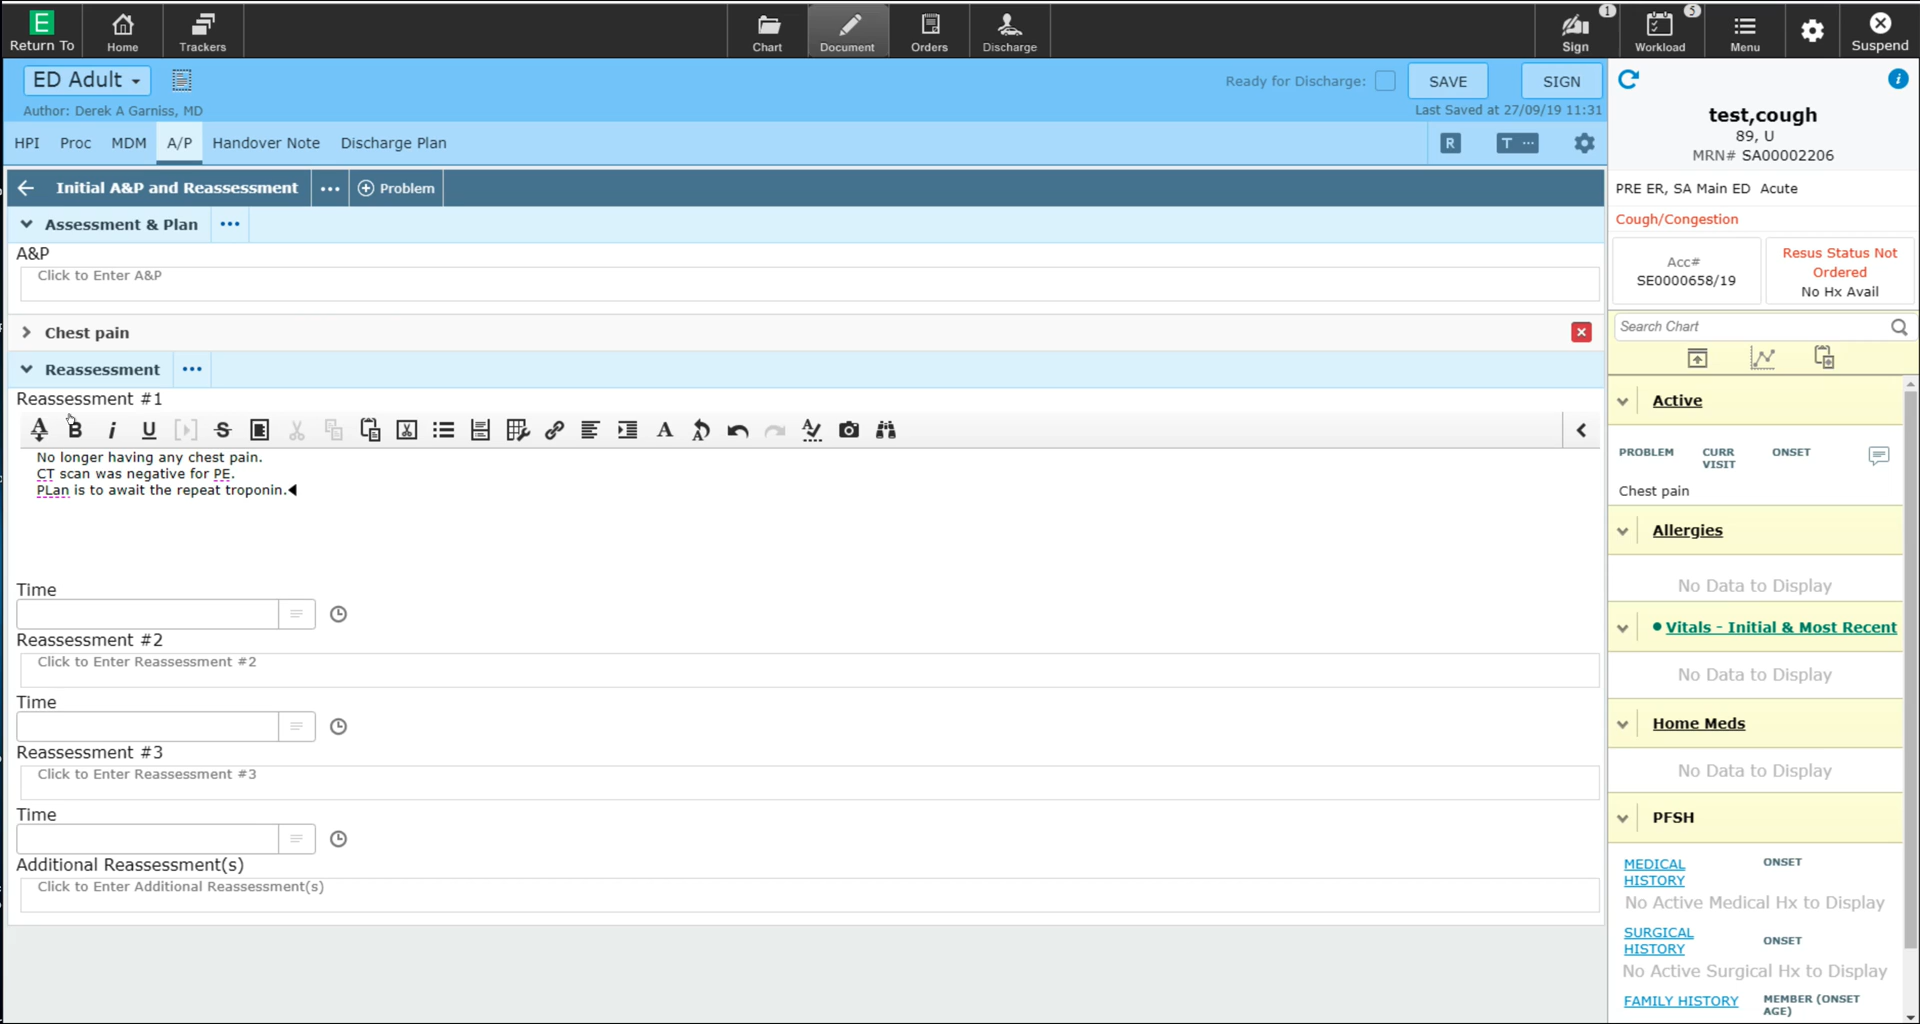 E
Return To
Home
Trackers
Chart
Document
Orders
Discharge
1
Sign
5
Workload
Menu
Suspend
ED Adult
Author: Derek A Garniss, MD
Ready for Discharge:
SAVE
SIGN
Last Saved at 27/09/19 11:31
HPI Proc MDM A/P Handover Note Discharge Plan
R
T ...
Initial A&P and Reassessment
Problem
Assessment & Plan
A&P
Click to Enter A&P
Chest pain
Reassessment
Reassessment #1
No longer having any chest pain.
CT scan was negative for PE.
PLan is to await the repeat troponin.
Time
Reassessment #2
Click to Enter Reassessment #2
Time
Reassessment #3
Click to Enter Reassessment #3
Time
Additional Reassessment(s)
Click to Enter Additional Reassessment(s)
test,cough
89, U
MRN# SA00002206
PRE ER, SA Main ED Acute
Cough/Congestion
Acc#
SE0000658/19
Resus Status Not
Ordered
No Hx Avail
Search Chart
Active
PROBLEM CURR VISIT ONSET
Chest pain
Allergies
No Data to Display
Vitals - Initial & Most Recent
No Data to Display
Home Meds
No Data to Display
PFSH
MEDICAL HISTORY ONSET
No Active Medical Hx to Display
SURGICAL HISTORY ONSET
No Active Surgical Hx to Display
FAMILY HISTORY MEMBER (ONSET AGE)